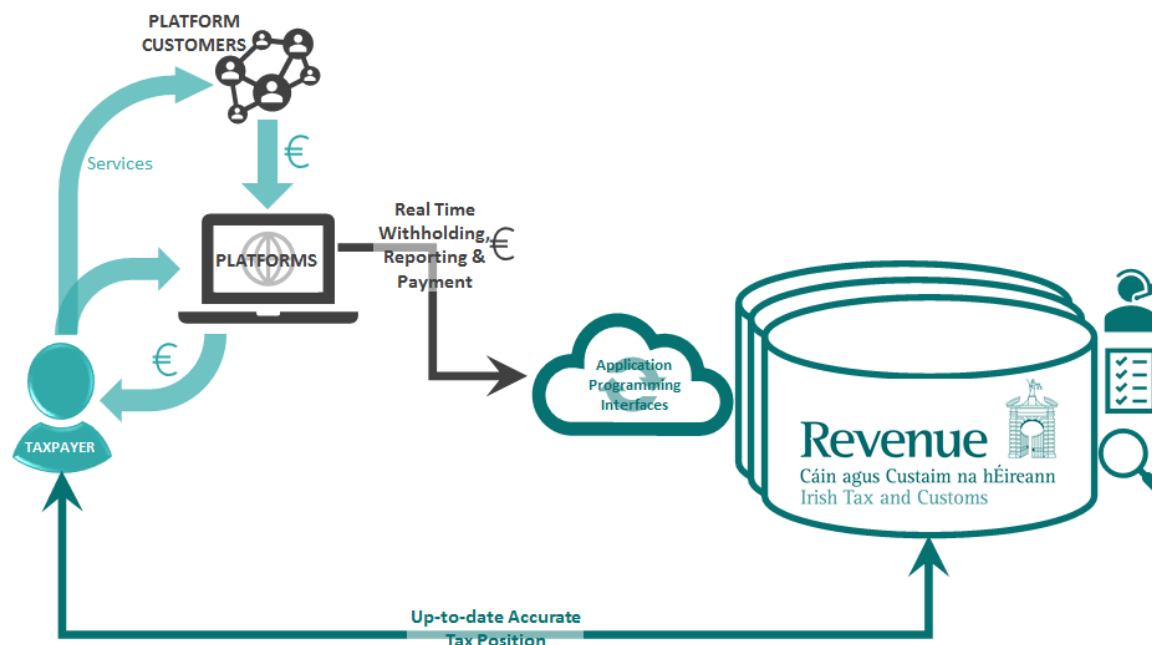 PLATFORM
CUSTOMERS
Services
€
PLATFORMS
Real Time
Withholding,
Reporting &
Payment
€
€
TAXPAYER
Application
Programming
Interfaces
Revenue
Cáin agus Custaim na hÉireann
Irish Tax and Customs
Up-to-date Accurate
Tax Position